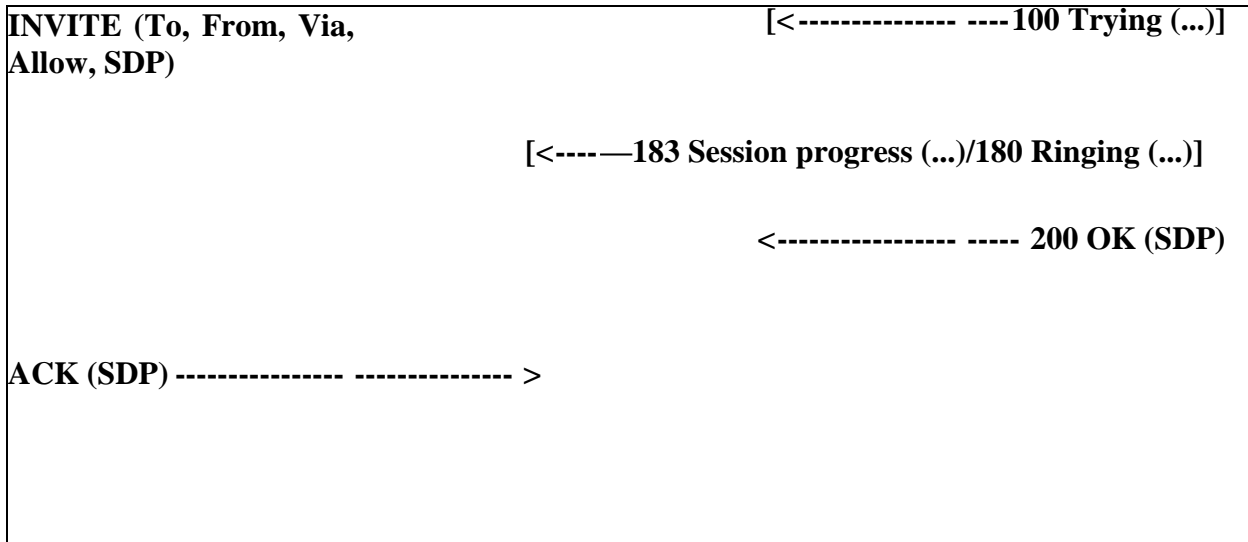 INVITE (To, From, Via,
Allow, SDP)
[<--------------- ----100 Trying (...)]
[<----—183 Session progress (...)/180 Ringing (...)]
<----------------- ----- 200 OK (SDP)
ACK (SDP) ---------------- --------------- >